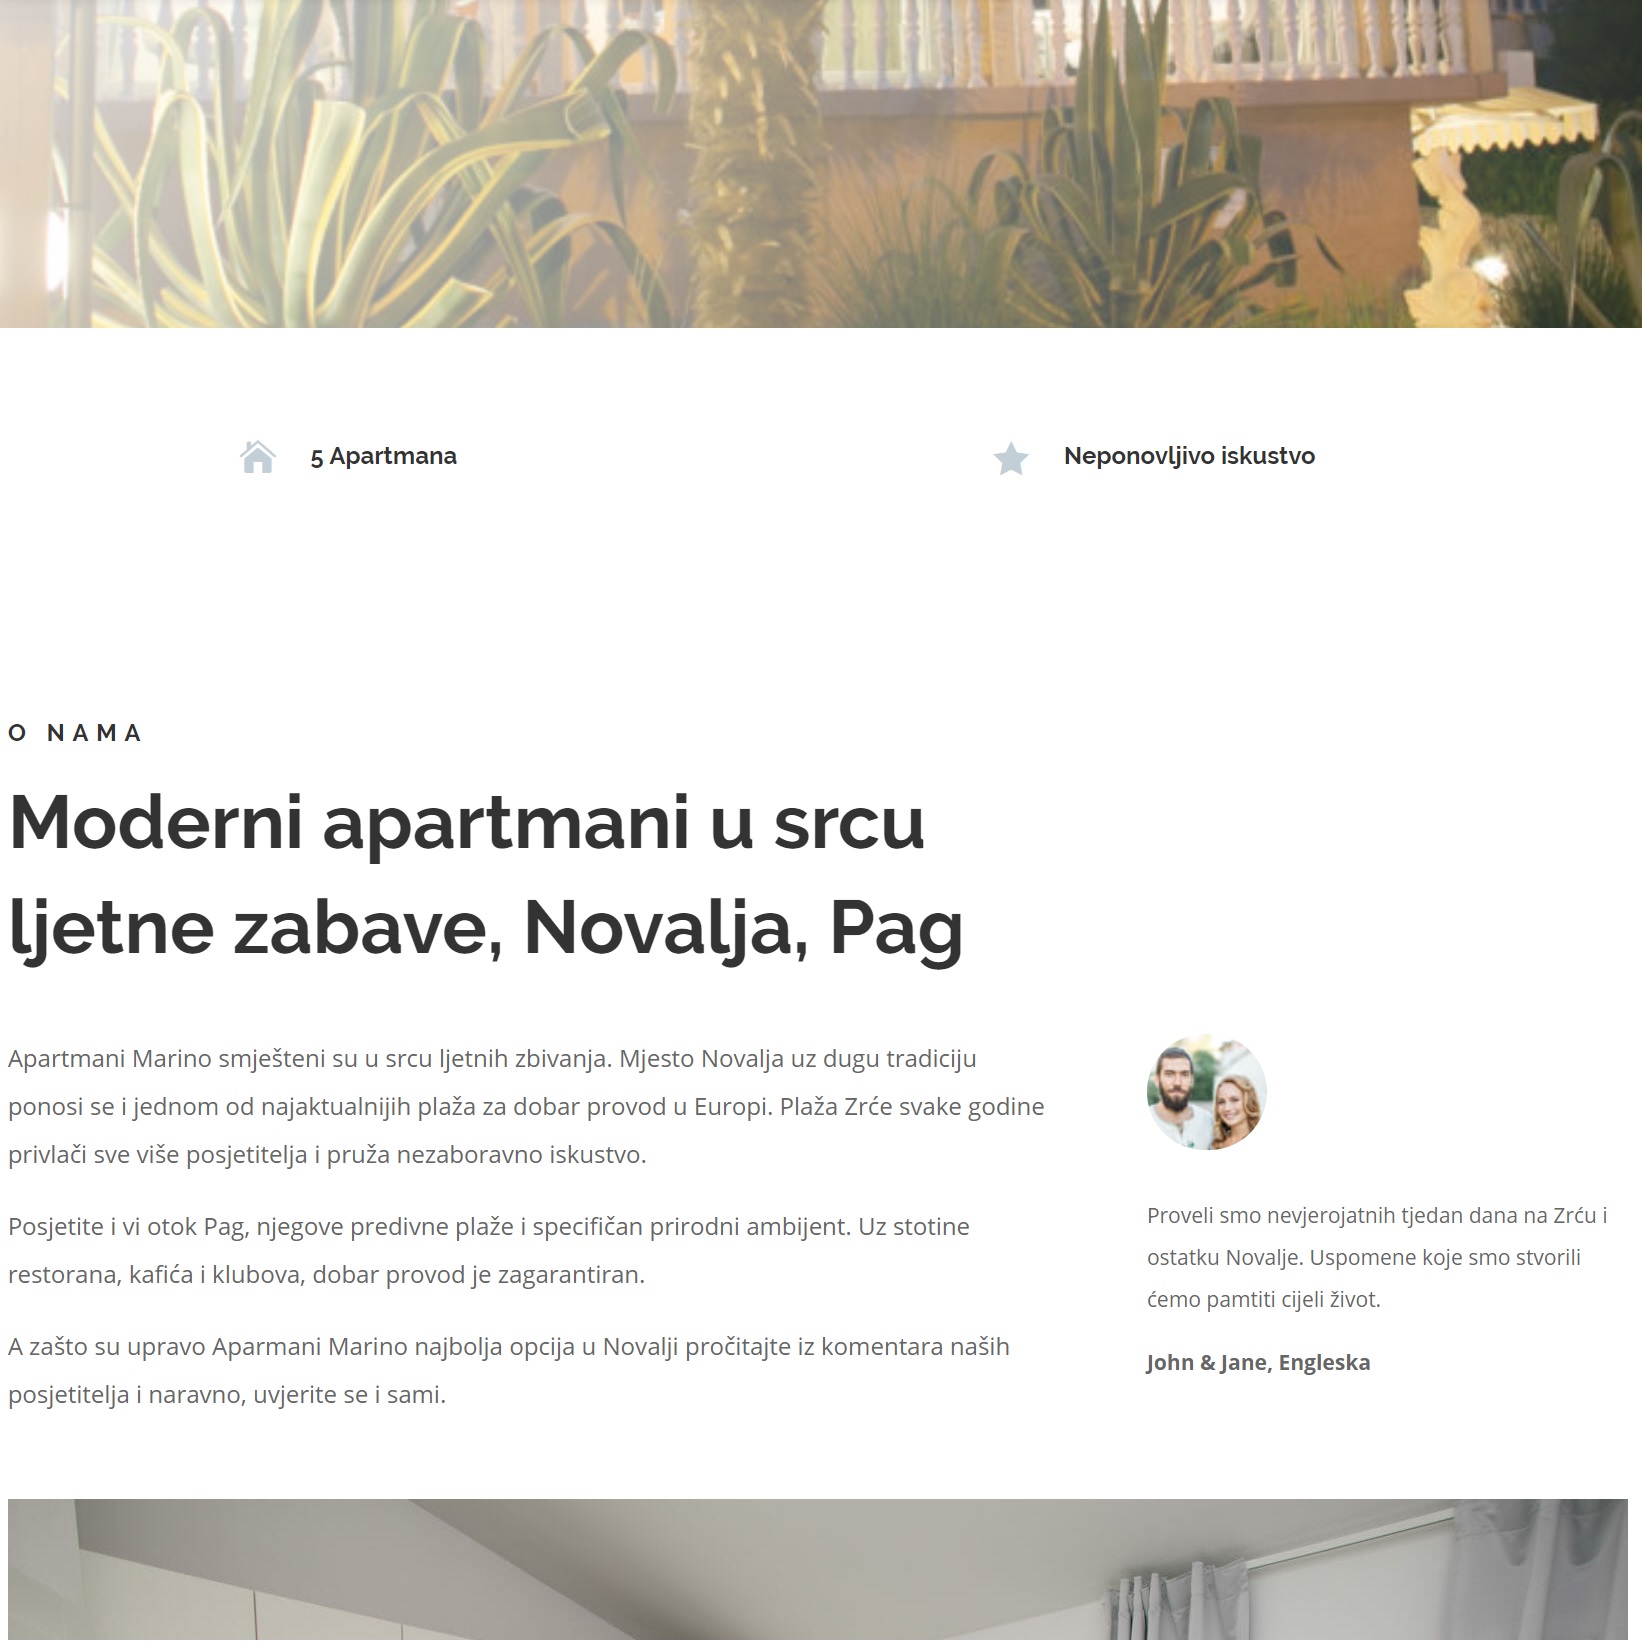 5 Apartmana
Neponovljivo iskustvo
O NAMA
Moderni apartmani u srcu
ljetne zabave, Novalja, Pag
Apartmani Marino smješteni su u srcu ljetnih zbivanja. Mjesto Novalja uz dugu tradiciju
ponosi se i jednom od najaktualnijih plaža za dobar provod u Europi. Plaža Zrće svake godine
privlači sve više posjetitelja i pruža nezaboravno iskustvo.
Posjetite i vi otok Pag, njegove predivne plaže i specifičan prirodni ambijent. Uz stotine
restorana, kafića i klubova, dobar provod je zagarantiran.
A zašto su upravo Aparmani Marino najbolja opcija u Novalji pročitajte iz komentara naših
posjetitelja i naravno, uvjerite se i sami.
Proveli smo nevjerojatnih tjedan dana na Zrću i
ostatku Novalje. Uspomene koje smo stvorili
ćemo pamtiti cijeli život.
John & Jane, Engleska